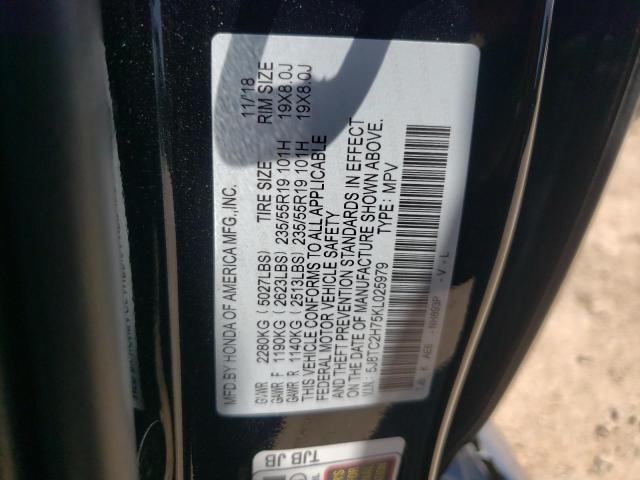 MFD.BY HONDA OF AMERICA MFG.,INC. 11/18
GVWR 2280KG (5027LBS) TIRE SIZE RIM SIZE
GAWR F 1190KG (2623LBS) 235/55R19 101H 19X8.0J
GAWR R 1140KG (2513LBS) 235/55R19 101H 19X8.0J
THIS VEHICLE CONFORMS TO ALL APPLICABLE
FEDERAL MOTOR VEHICLE SAFETY
AND THEFT PREVENTION STANDARDS IN EFFECT
ON THE DATE OF MANUFACTURE SHOWN ABOVE.
V.I.N.: 5J8TC2H75KL025979 TYPE: MPV
TJB K AE6 NH893P - V - L
TJB JB